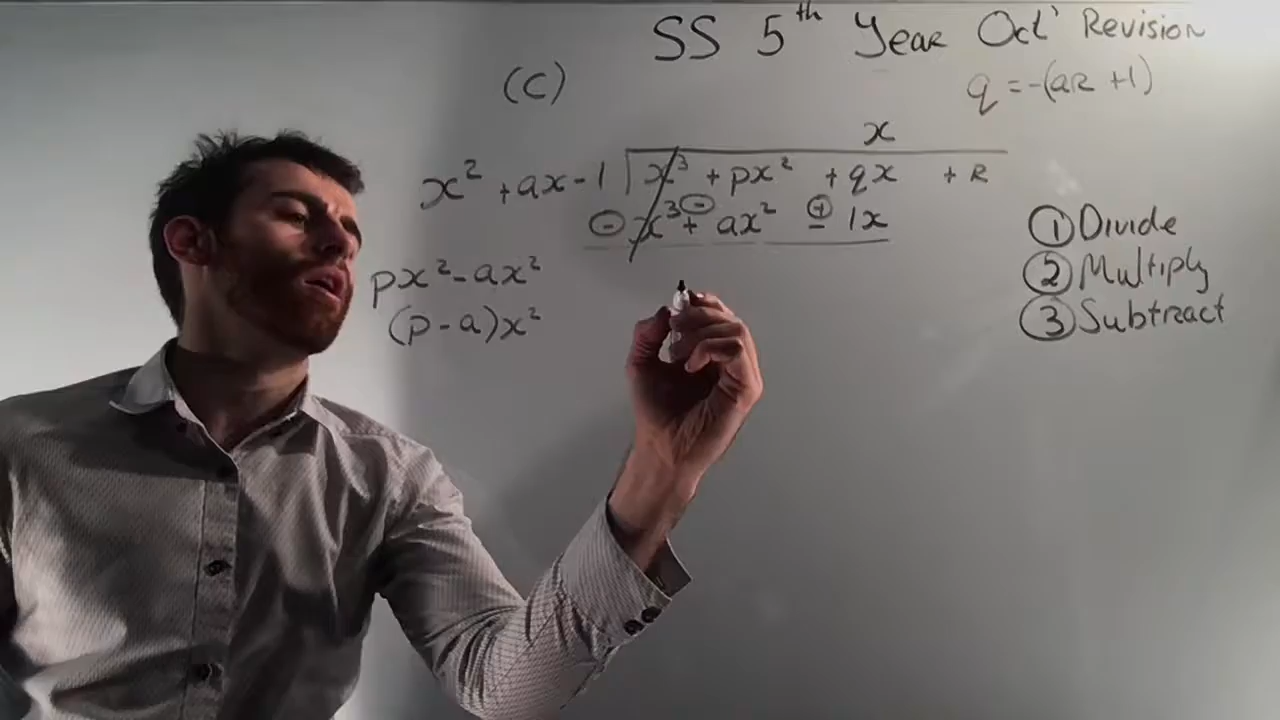 SS 5th Year Oct' Revision
(C)
q = -(aR + 1)
x
x² + ax - 1 | x³ + px² + qx + R
⊖ x³ ⊖ + ax² ⊕ - 1x
px² - ax²
(p - a)x²
① Divide
② Multiply
③ Subtract